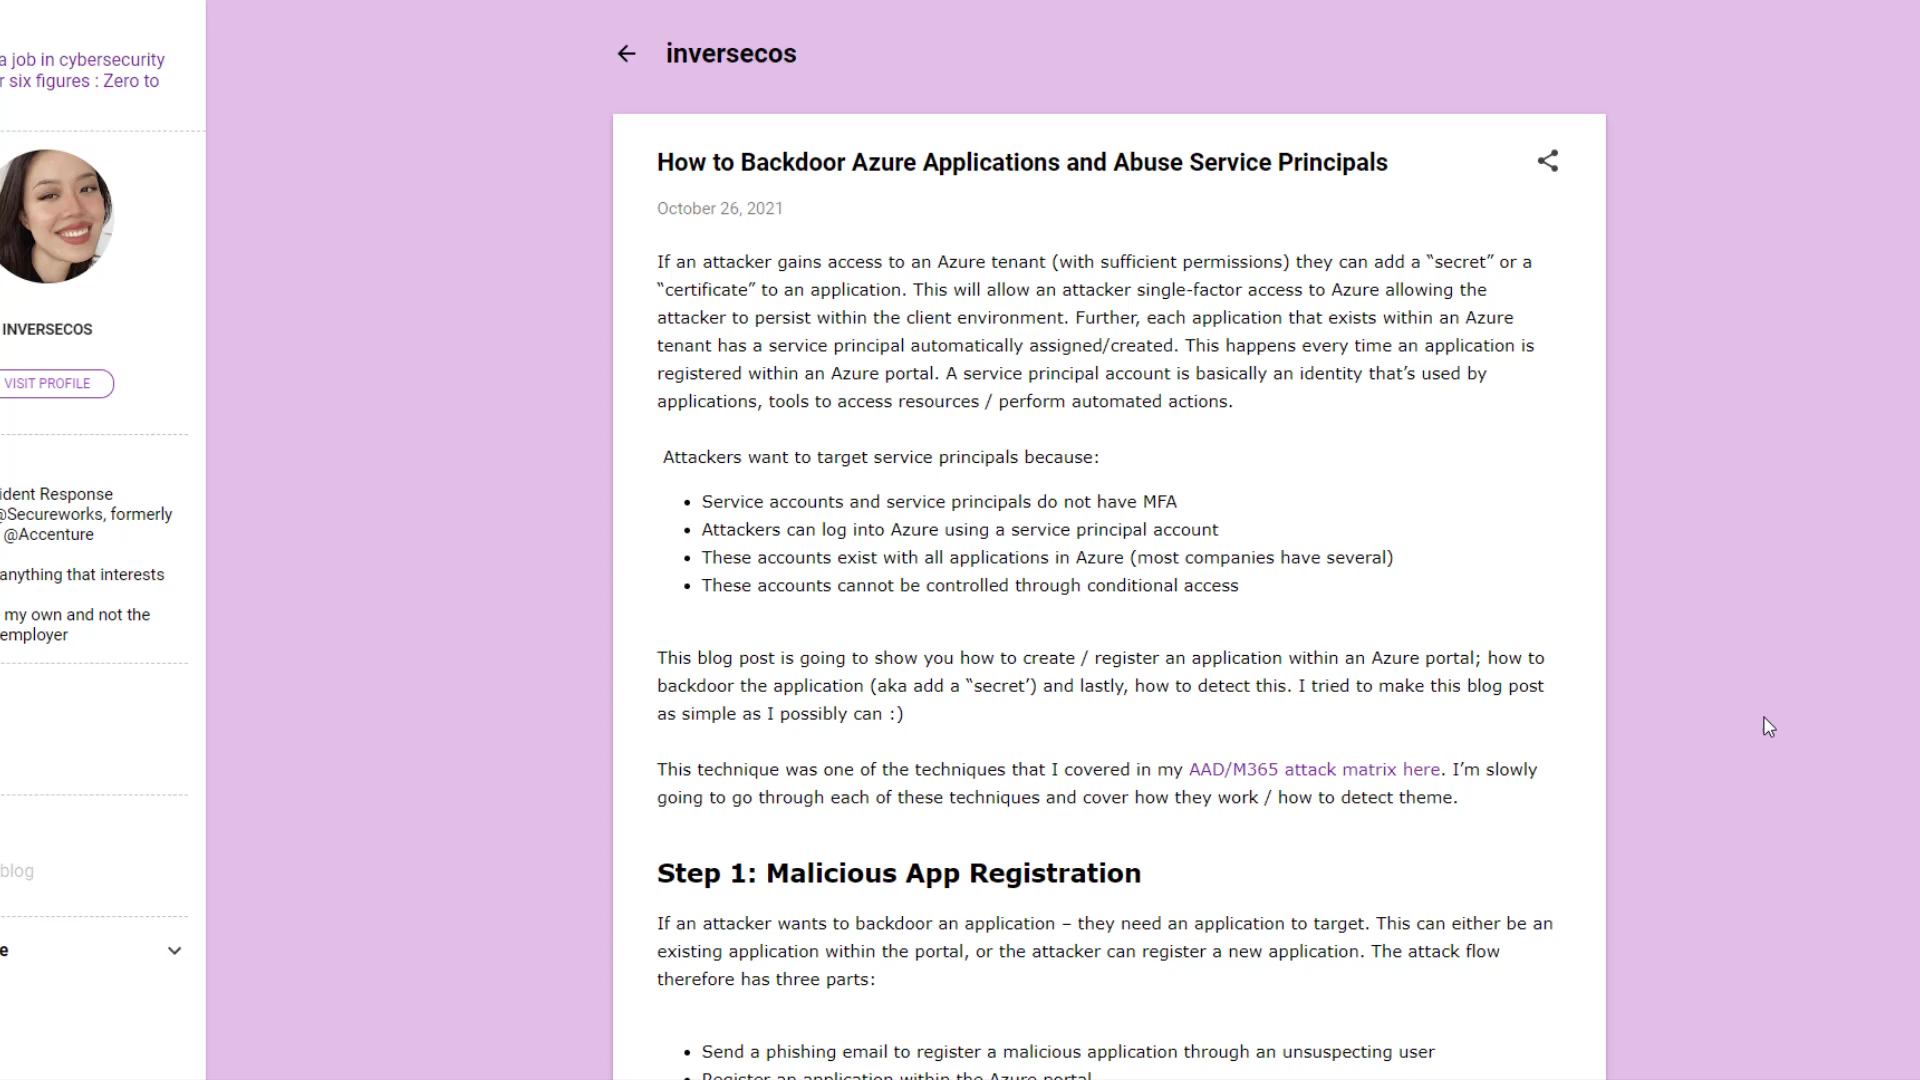 a job in cybersecurity
r six figures : Zero to
INVERSECOS
VISIT PROFILE
ident Response
@Secureworks, formerly
@Accenture
anything that interests
my own and not the
employer
blog
e
inversecos
How to Backdoor Azure Applications and Abuse Service Principals
October 26, 2021
If an attacker gains access to an Azure tenant (with sufficient permissions) they can add a “secret” or a
“certificate” to an application. This will allow an attacker single-factor access to Azure allowing the
attacker to persist within the client environment. Further, each application that exists within an Azure
tenant has a service principal automatically assigned/created. This happens every time an application is
registered within an Azure portal. A service principal account is basically an identity that’s used by
applications, tools to access resources / perform automated actions.
Attackers want to target service principals because:
• Service accounts and service principals do not have MFA
• Attackers can log into Azure using a service principal account
• These accounts exist with all applications in Azure (most companies have several)
• These accounts cannot be controlled through conditional access
This blog post is going to show you how to create / register an application within an Azure portal; how to
backdoor the application (aka add a “secret’) and lastly, how to detect this. I tried to make this blog post
as simple as I possibly can :)
This technique was one of the techniques that I covered in my AAD/M365 attack matrix here. I’m slowly
going to go through each of these techniques and cover how they work / how to detect theme.
Step 1: Malicious App Registration
If an attacker wants to backdoor an application – they need an application to target. This can either be an
existing application within the portal, or the attacker can register a new application. The attack flow
therefore has three parts:
• Send a phishing email to register a malicious application through an unsuspecting user
• Register an application within the Azure portal